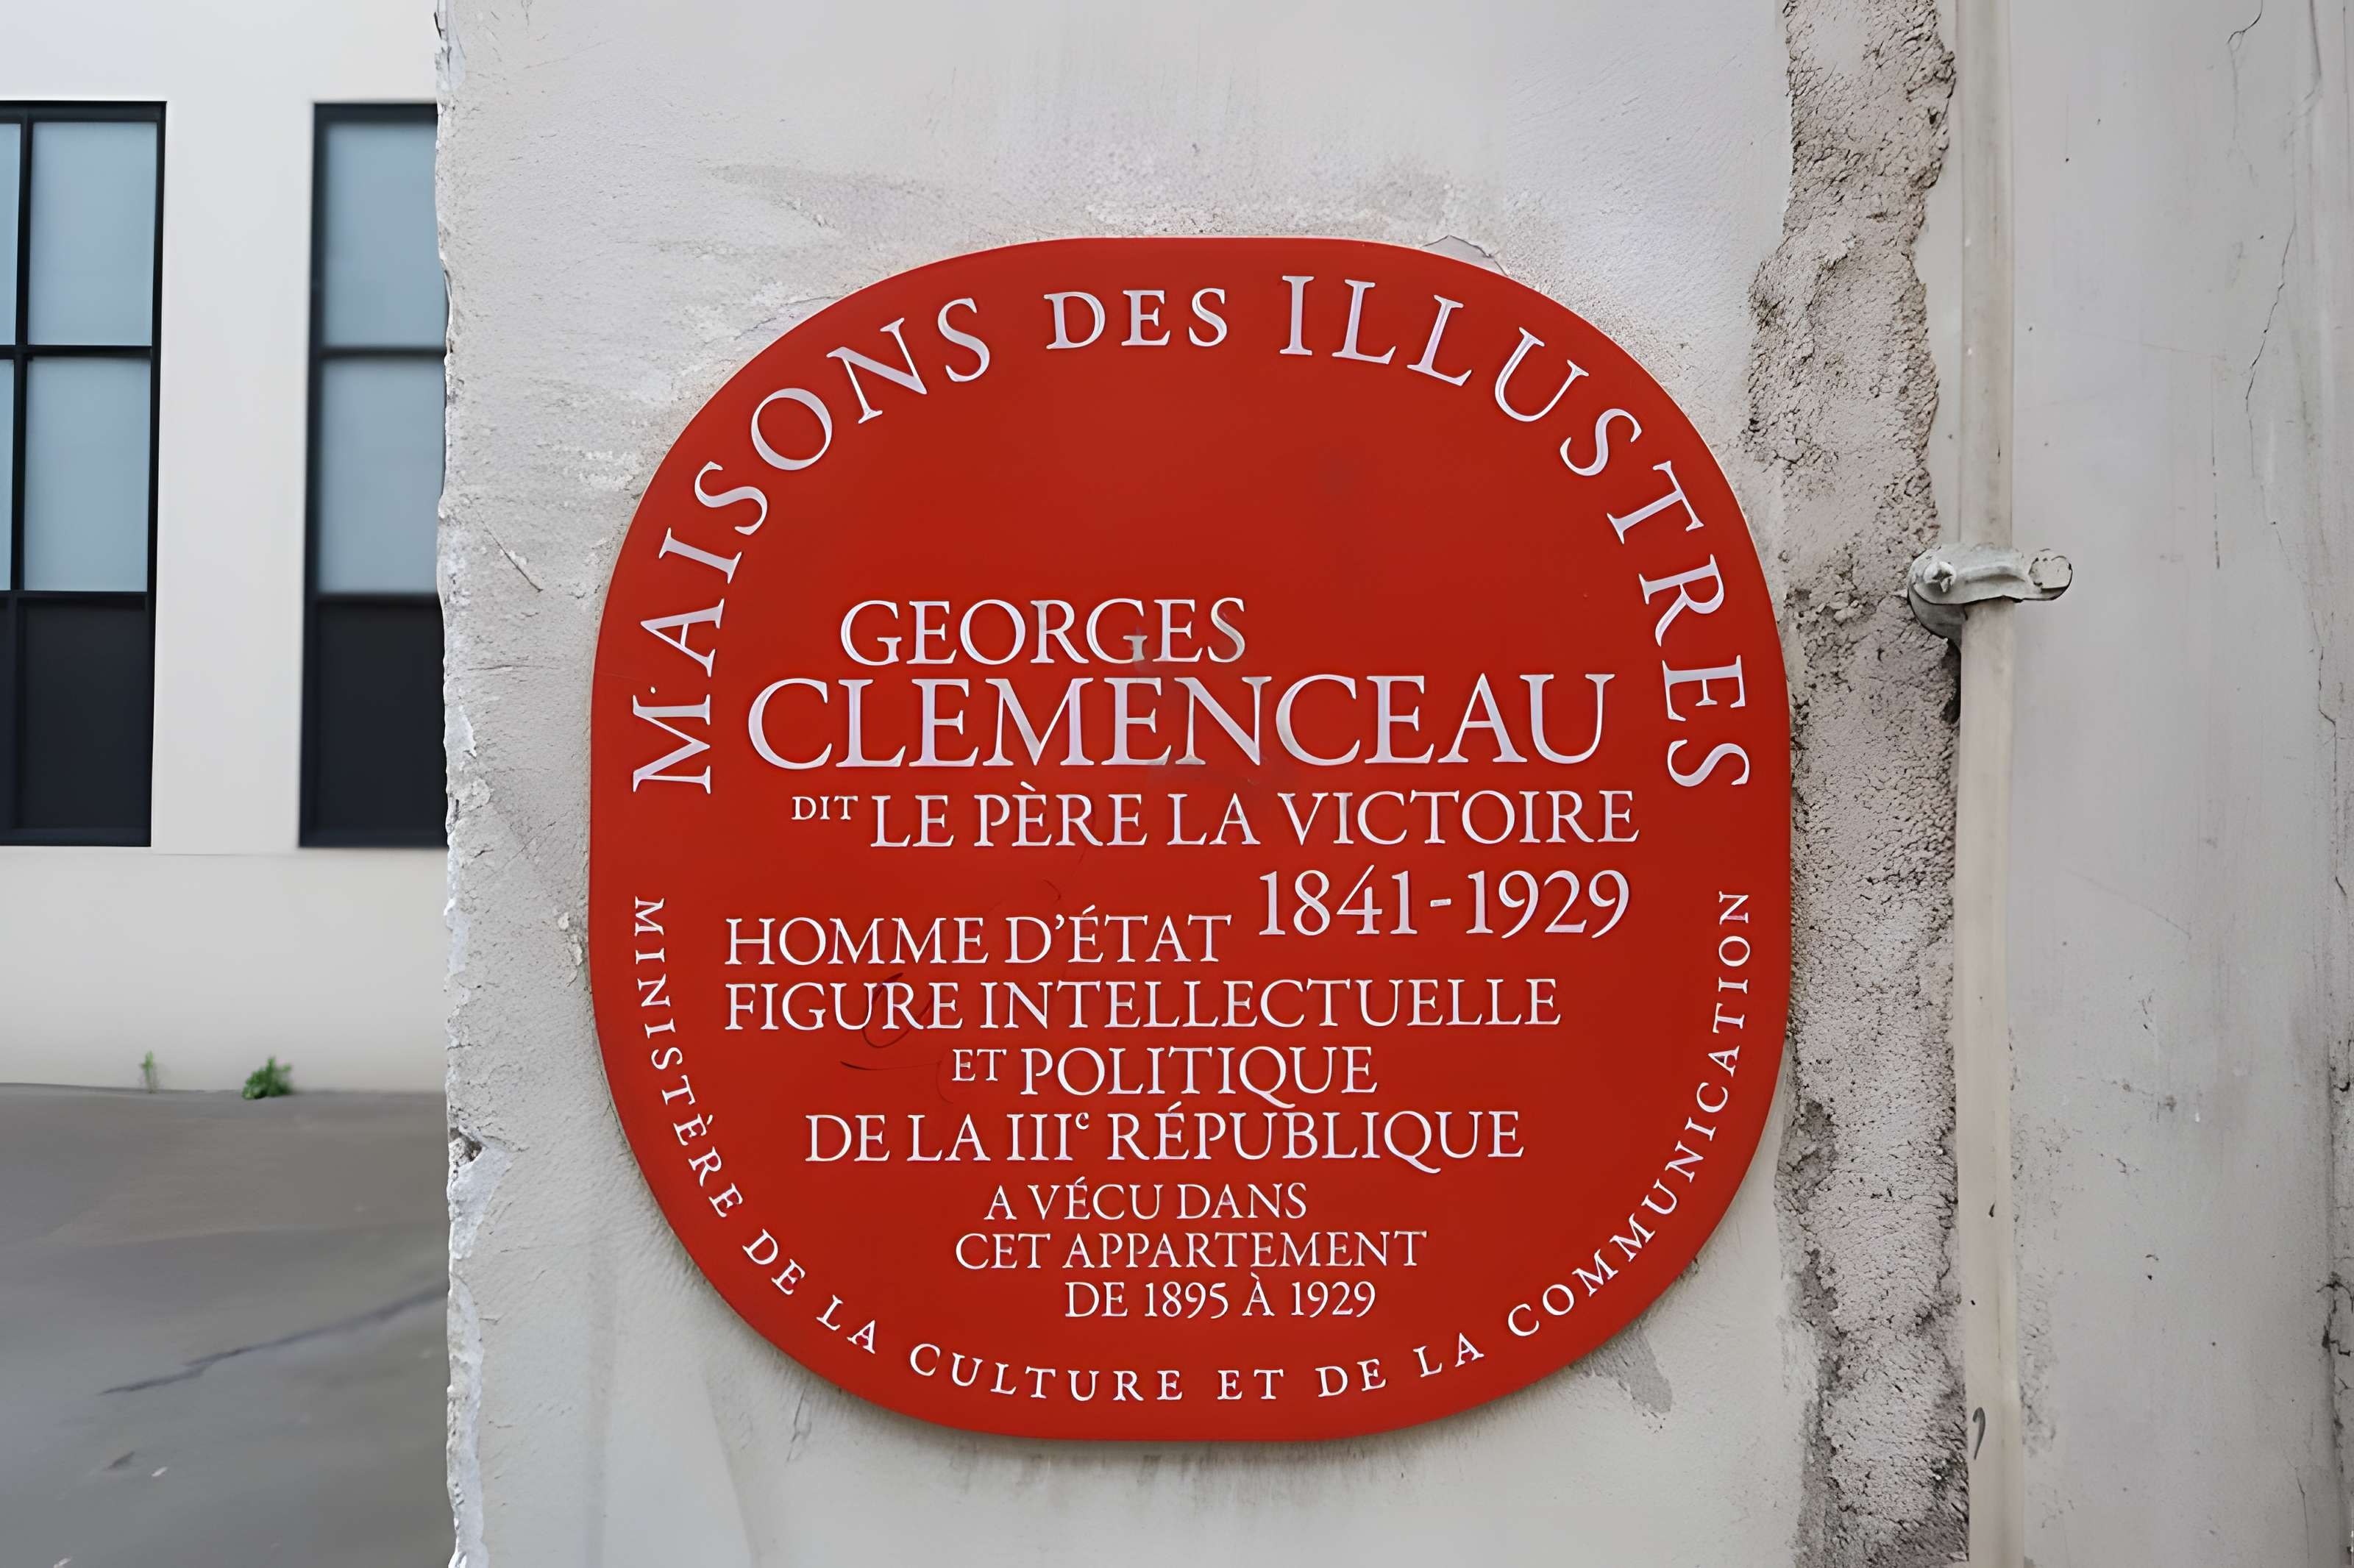 MAISONS DES ILLUSTRES
GEORGES
CLEMENCEAU
DIT LE PÈRE LA VICTOIRE
1841-1929
HOMME D'ÉTAT
FIGURE INTELLECTUELLE
ET POLITIQUE
DE LA IIIe RÉPUBLIQUE
A VÉCU DANS
CET APPARTEMENT
DE 1895 À 1929
MINISTÈRE DE LA CULTURE ET DE LA COMMUNICATION